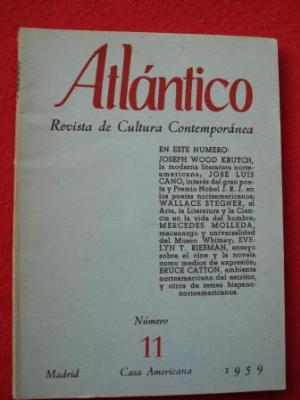 Atlántico
Revista de Cultura Contemporánea
EN ESTE NUMERO:
JOSEPH WOOD KRUTCH,
la moderna literatura norte-
americana; JOSE LUIS
CANO, interés del gran poe-
ta y Premio Nobel J. R. J. en
los poetas norteamericanos;
WALLACE STEGNER, el
Arte, la Literatura y la Cien-
cia en la vida del hombre;
MERCEDES MOLLEDA,
mecenazgo y universalidad
del Museo Whitney; EVE-
LYN T. RIESMAN, ensayo
sobre el cine y la novela
como medios de expresión;
BRUCE CATTON, ambiente
norteamericano del escritor,
y otros de temas hispano-
norteamericanos.
Número
11
Madrid Casa Americana 1959